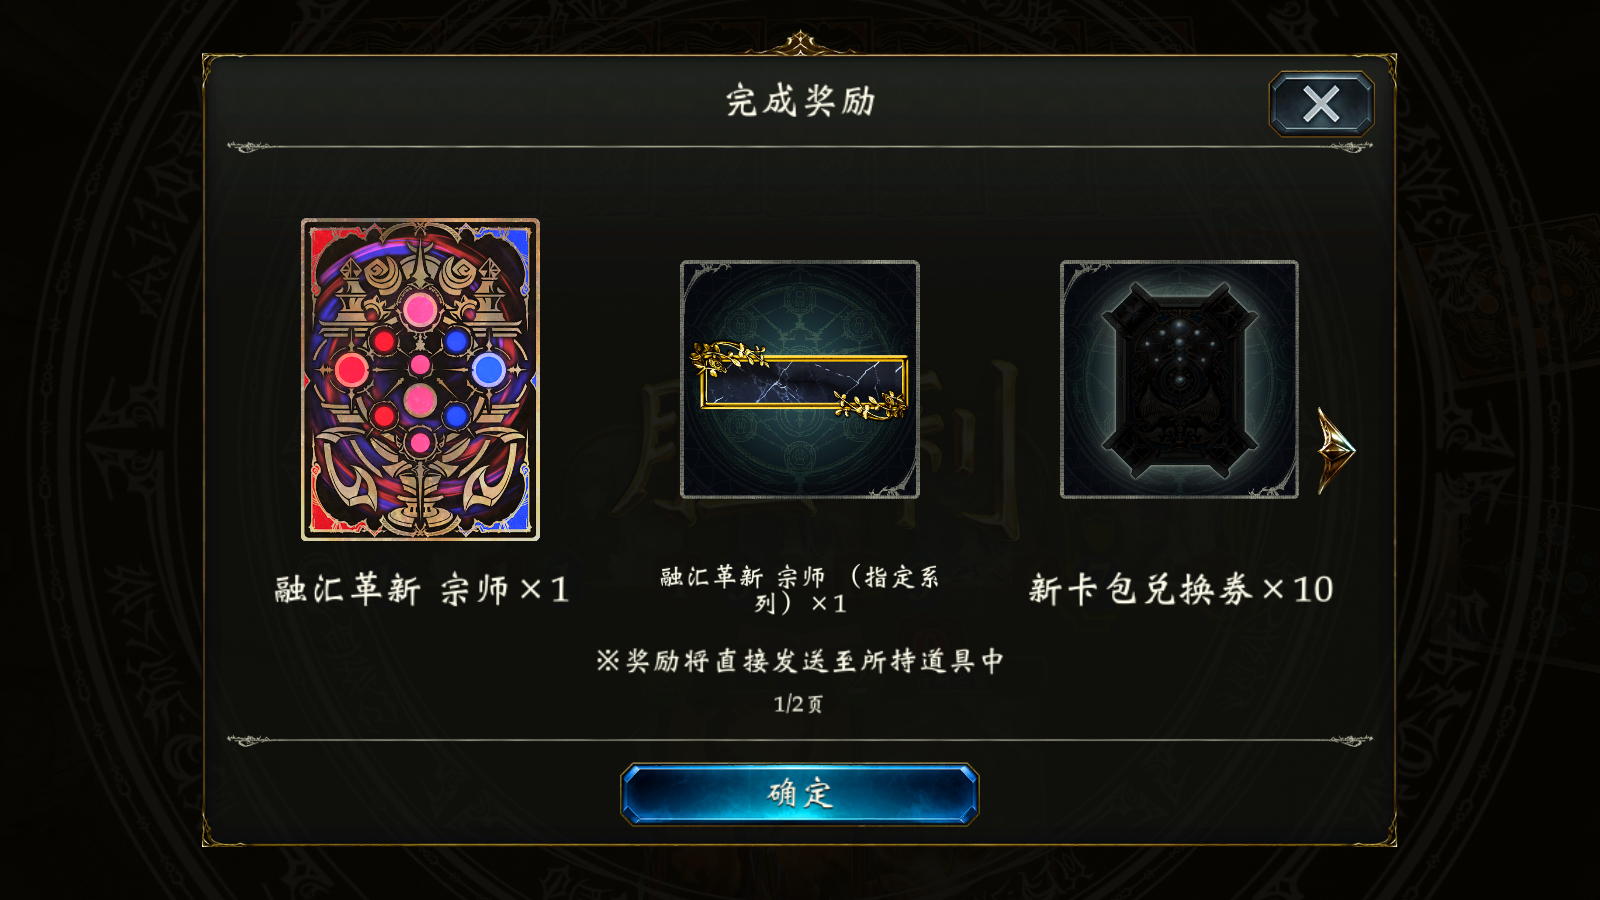 完成奖励
融汇革新 宗师×1
融汇革新 宗师 （指定系
列）×1
新卡包兑换券×10
※奖励将直接发送至所持道具中
1/2页
确定